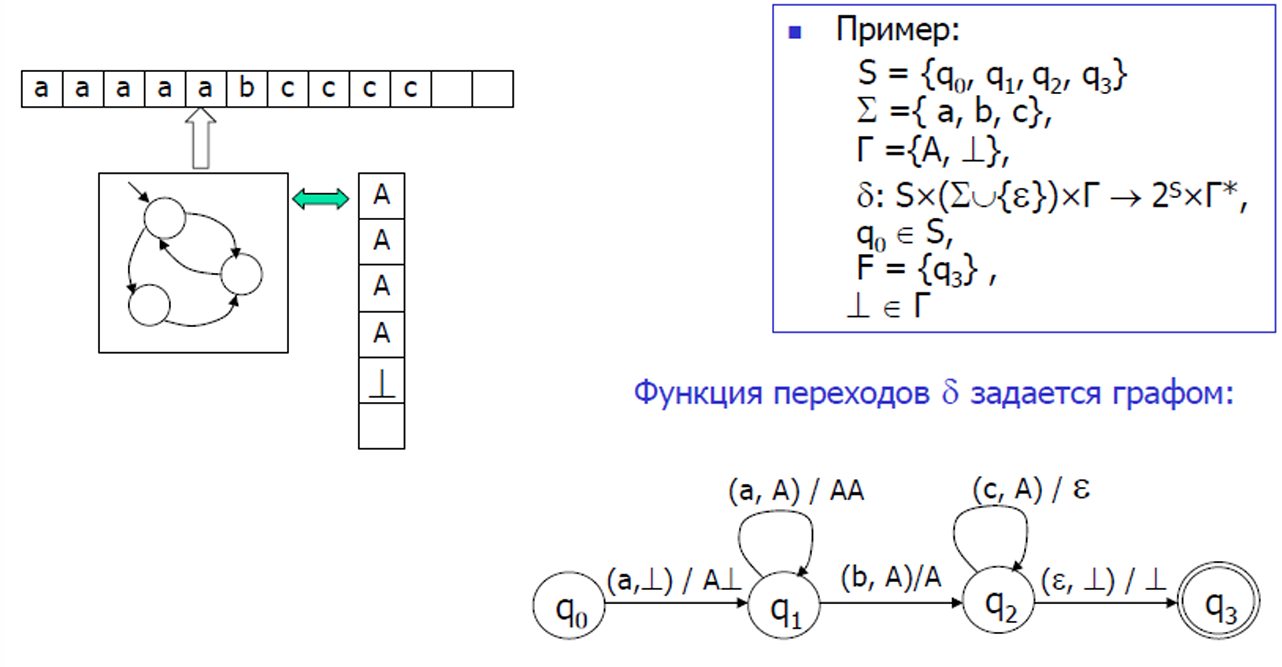 a a a a a b c c c c
A
A
A
A
⊥
Пример:
S = {q₀, q₁, q₂, q₃}
Σ ={ a, b, c},
Γ ={A, ⊥},
δ: S×(Σ∪{ε})×Γ → 2ˢ×Γ*,
q₀ ∈ S,
F = {q₃} ,
⊥ ∈ Γ
Функция переходов δ задается графом:
(a, A) / AA
(c, A) / ε
(a,⊥) / A⊥
(b, A)/A
(ε, ⊥) / ⊥
q₀
q₁
q₂
q₃